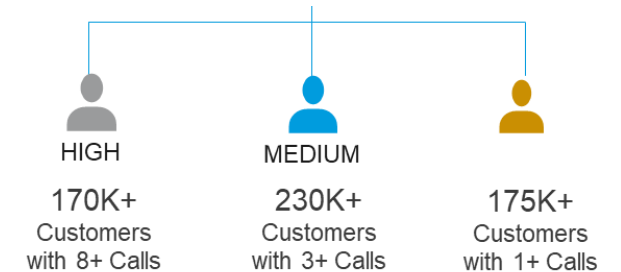 HIGH
170K+
Customers
with 8+ Calls
MEDIUM
230K+
Customers
with 3+ Calls
175K+
Customers
with 1+ Calls